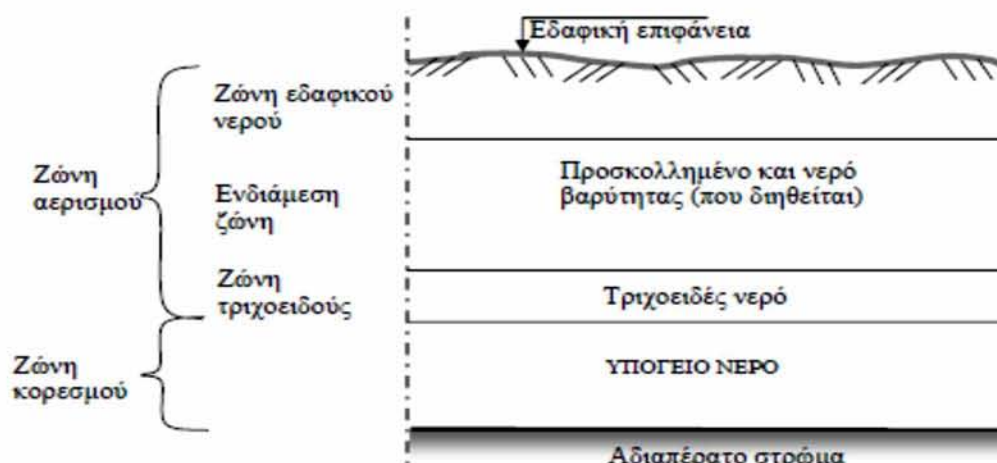 Εδαφική επιφάνεια
Ζώνη εδαφικού
νερού
Ζώνη
αερισμού
Ενδιάμεση
ζώνη
Προσκολλημένο και νερό
βαρύτητας (που διηθείται)
Ζώνη
τριχοειδούς
Τριχοειδές νερό
Ζώνη
κορεσμού
ΥΠΟΓΕΙΟ ΝΕΡΟ
Αδιαπέρατο στρώμα